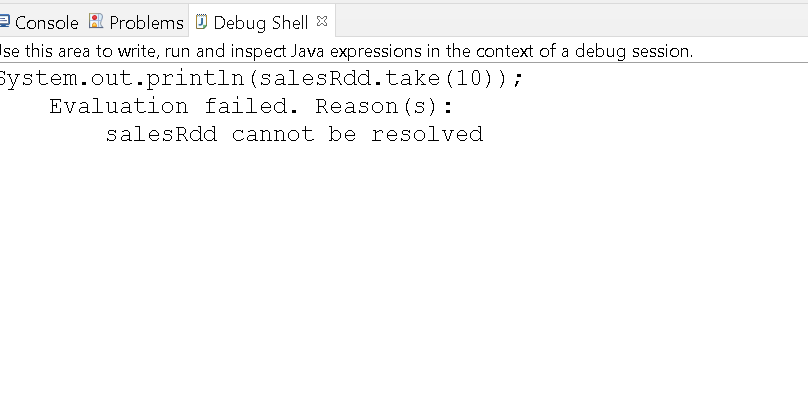 Console Problems Debug Shell
Use this area to write, run and inspect Java expressions in the context of a debug session.
System.out.println(salesRdd.take(10));
Evaluation failed. Reason(s):
salesRdd cannot be resolved